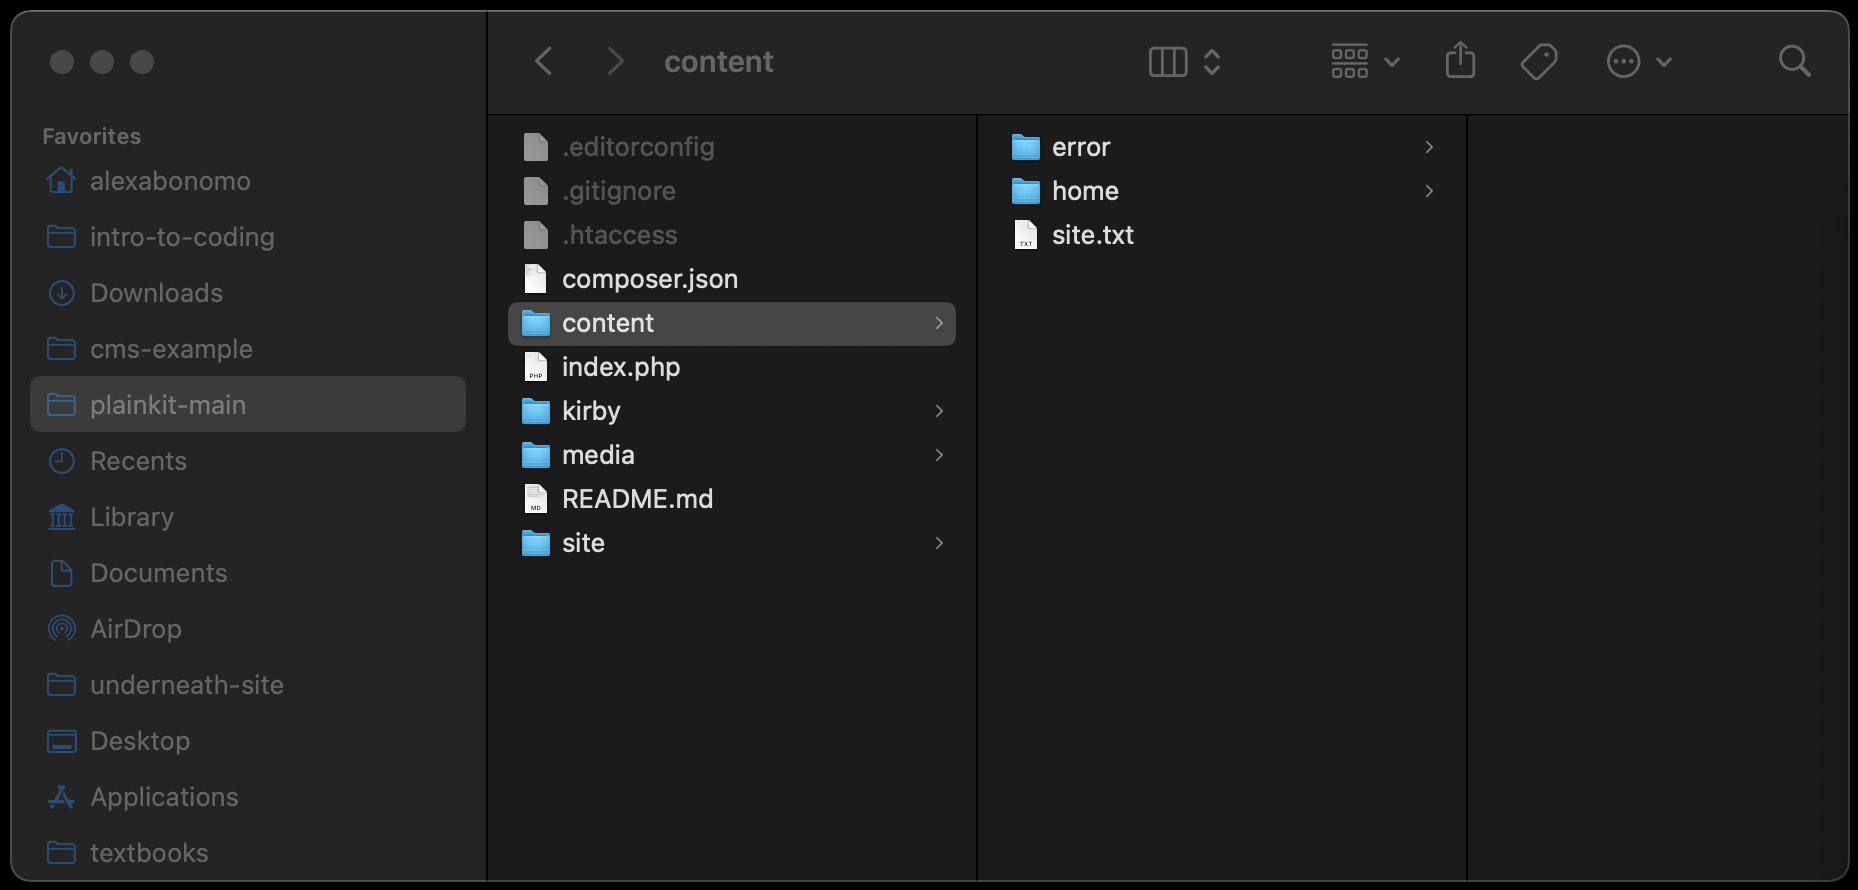 content
Favorites
alexabonomo
intro-to-coding
Downloads
cms-example
plainkit-main
Recents
Library
Documents
AirDrop
underneath-site
Desktop
Applications
textbooks
.editorconfig
.gitignore
.htaccess
composer.json
content
PHP
index.php
kirby
media
MD
README.md
site
error
home
TXT
site.txt